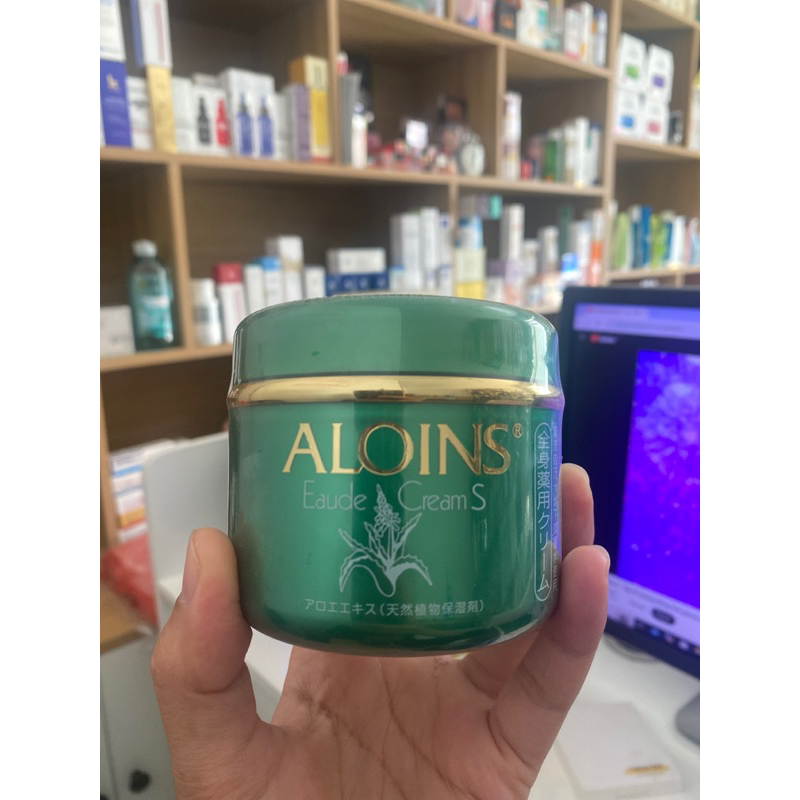 ALOINS®
Eaude Cream S
アロエエキス(天然植物保湿剤)
全身薬用クリーム